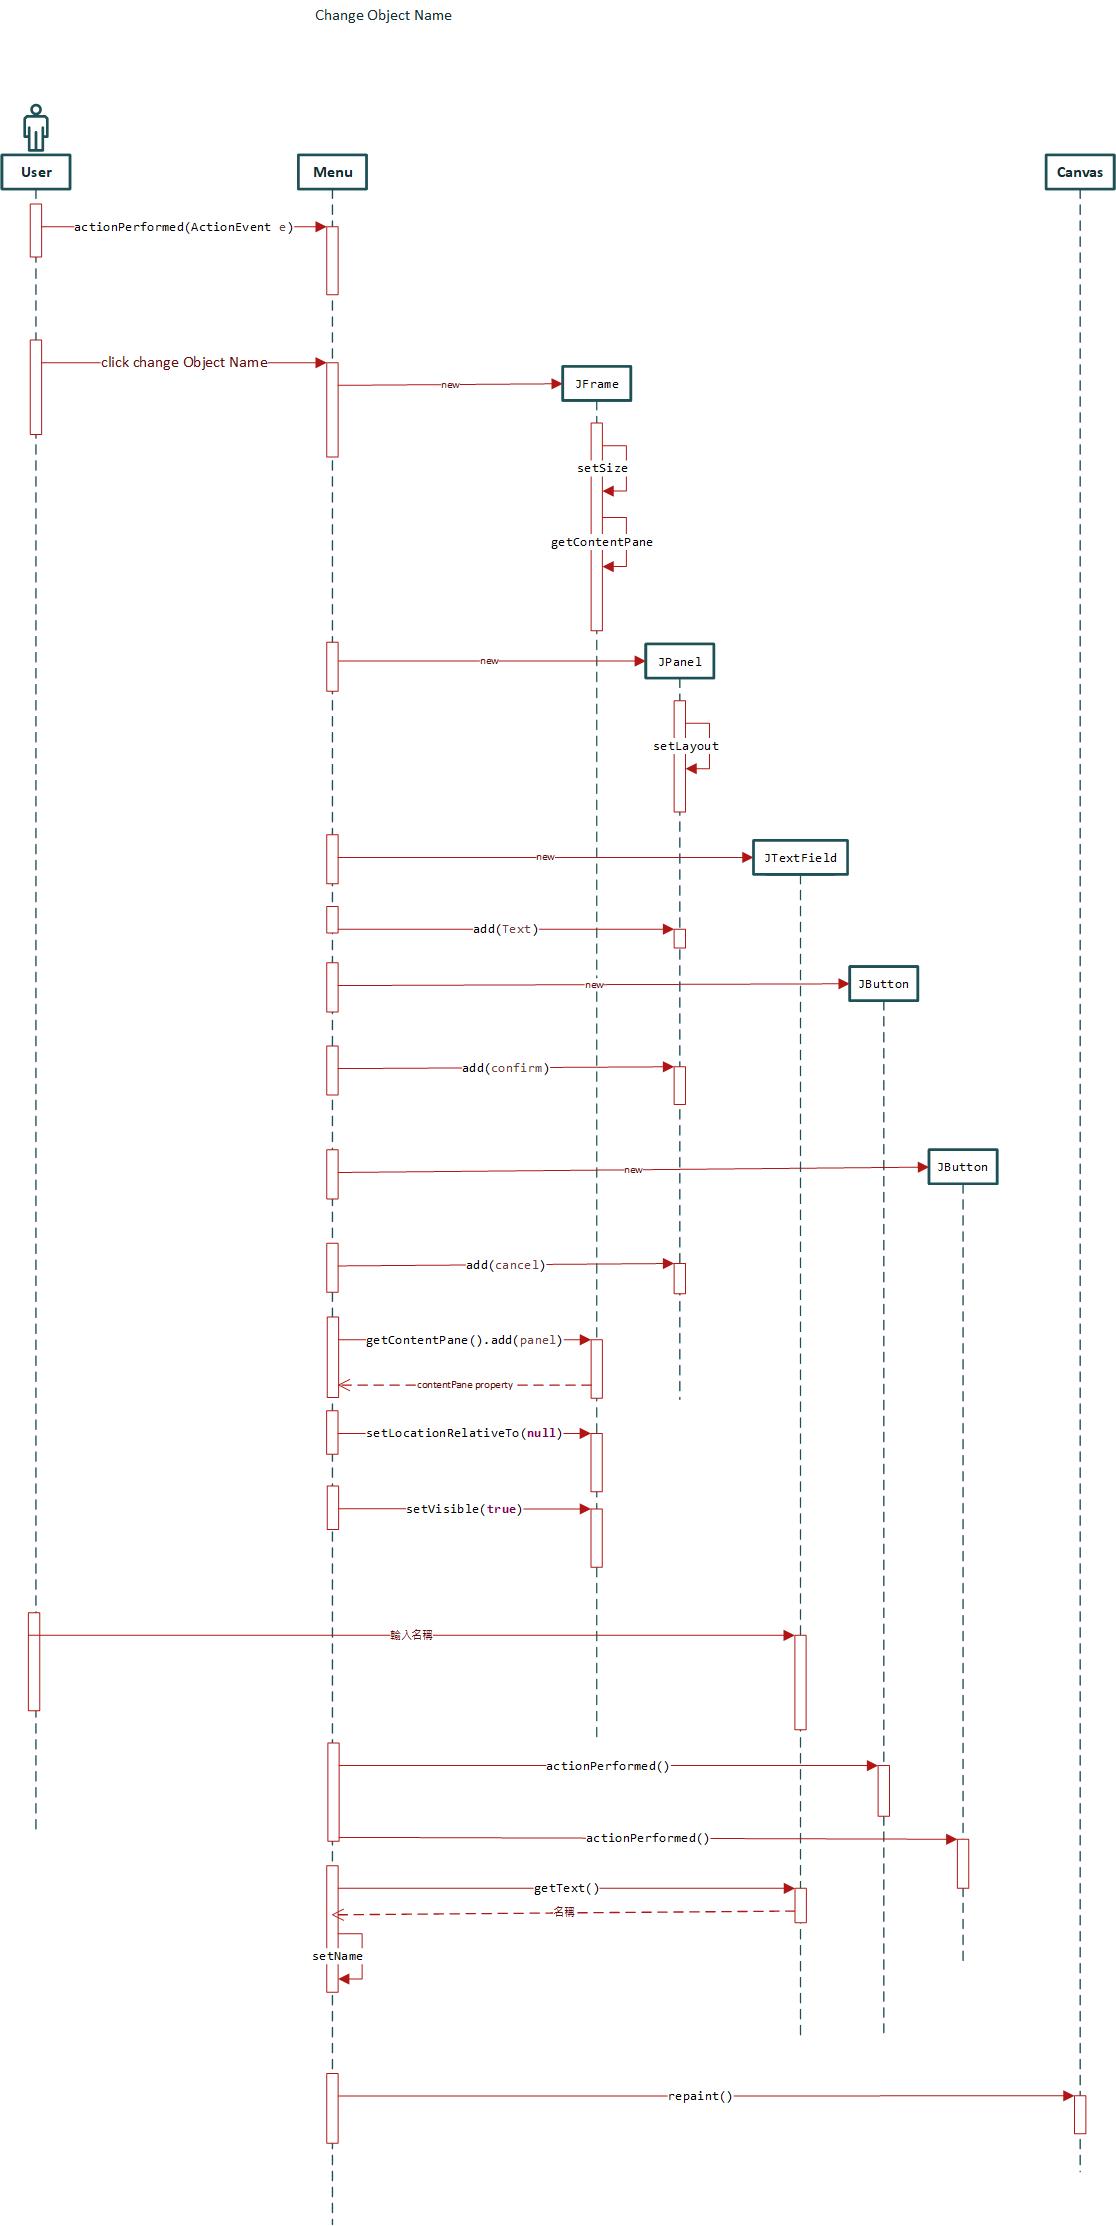 Change Object Name
User
Menu
Canvas
actionPerformed(ActionEvent e)
click change Object Name
new
JFrame
setSize
getContentPane
new
JPanel
setLayout
new
JTextField
add(Text)
new
JButton
add(confirm)
new
JButton
add(cancel)
getContentPane().add(panel)
contentPane property
setLocationRelativeTo(null)
setVisible(true)
輸入名稱
actionPerformed()
actionPerformed()
getText()
名稱
setName
repaint()